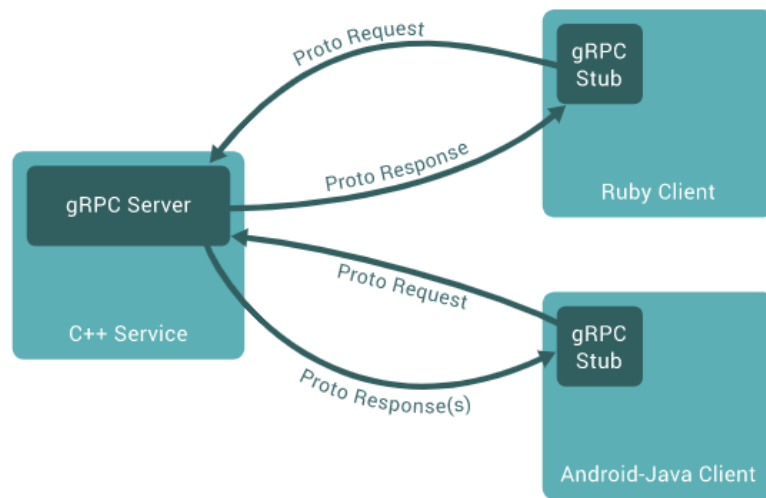 Proto Request
gRPC
Stub
Proto Response
Ruby Client
gRPC Server
C++ Service
Proto Request
gRPC
Stub
Proto Response(s)
Android-Java Client